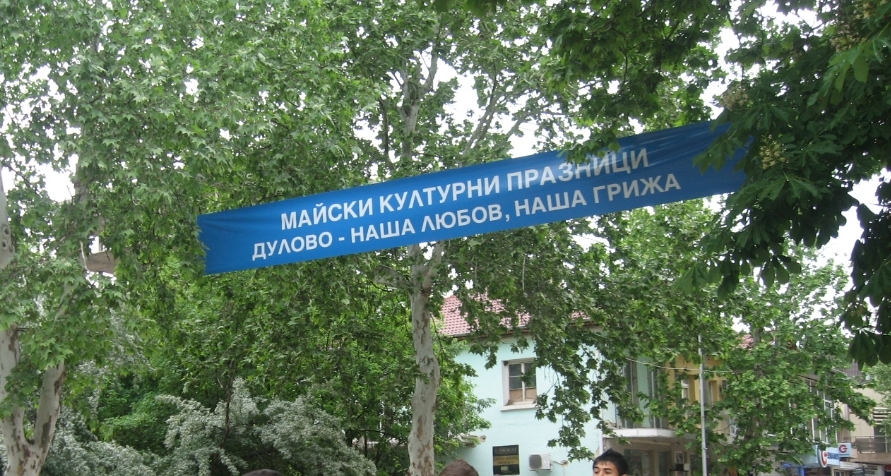 МАЙСКИ КУЛТУРНИ ПРАЗНИЦИ
ДУЛОВО - НАША ЛЮБОВ, НАША ГРИЖА